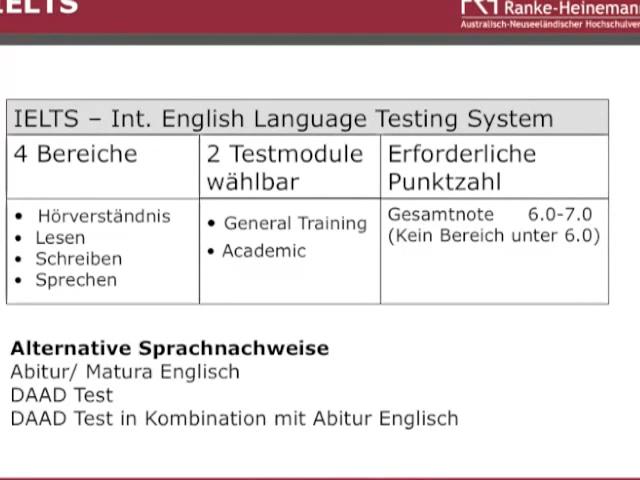 IELTS
Ranke-Heinemann
Australisch-Neuseeländischer
IELTS – Int. English Language Testing System
4 Bereiche
2 Testmodule wählbar
Erforderliche Punktzahl
• Hörverständnis
• Lesen
• Schreiben
• Sprechen
• General Training
• Academic
Gesamtnote 6.0-7.0
(Kein Bereich unter 6.0)
Alternative Sprachnachweise
Abitur/ Matura Englisch
DAAD Test
DAAD Test in Kombination mit Abitur Englisch